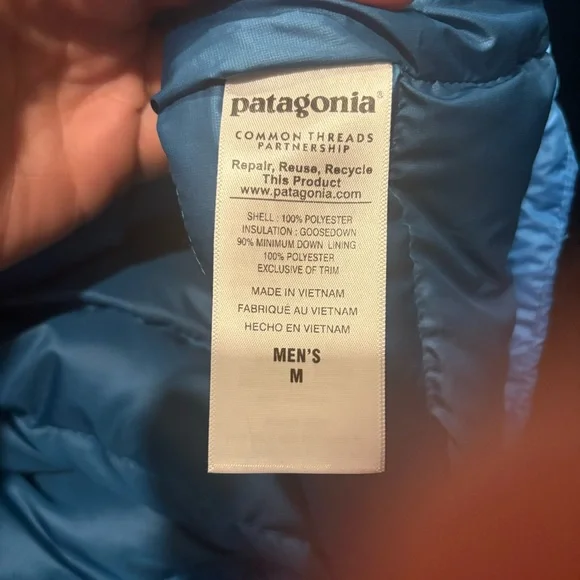 patagonia®
COMMON THREADS
PARTNERSHIP
Repair, Reuse, Recycle
This Product
www.patagonia.com
SHELL : 100% POLYESTER
INSULATION : GOOSEDOWN
90% MINIMUM DOWN LINING
100% POLYESTER
EXCLUSIVE OF TRIM
MADE IN VIETNAM
FABRIQUÉ AU VIETNAM
HECHO EN VIETNAM
MEN'S
M